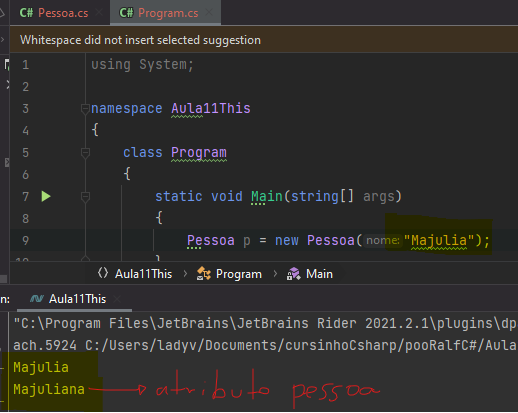 C# Pessoa.cs × C# Program.cs ×
Whitespace did not insert selected suggestion
1 using System;
2
3 namespace Aula11This
4 {
5 class Program
6 {
7 static void Main(string[] args)
8 {
9 Pessoa p = new Pessoa( nome: "Majulia");
}
{} Aula11This > Program > Main
n: Aula11This ×
"C:\Program Files\JetBrains\JetBrains Rider 2021.2.1\plugins\dp
ach.5924 C:/Users/ladyv/Documents/cursinhoCsharp/pooRalfC#/Aula
Majulia
Majuliana atributo pessoa